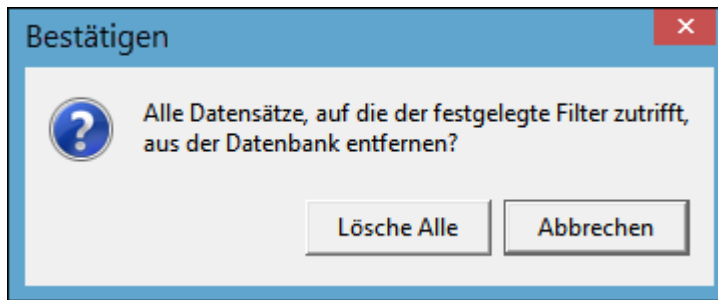 Bestätigen
Alle Datensätze, auf die der festgelegte Filter zutrifft,
aus der Datenbank entfernen?
Lösche Alle
Abbrechen